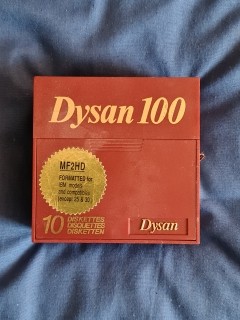 Dysan 100
MF2HD
FORMATTED for
IBM models
and compatibles
(except 25 & 30)
10
DISKETTES
DISQUETTES
DISKETTEN
Dysan